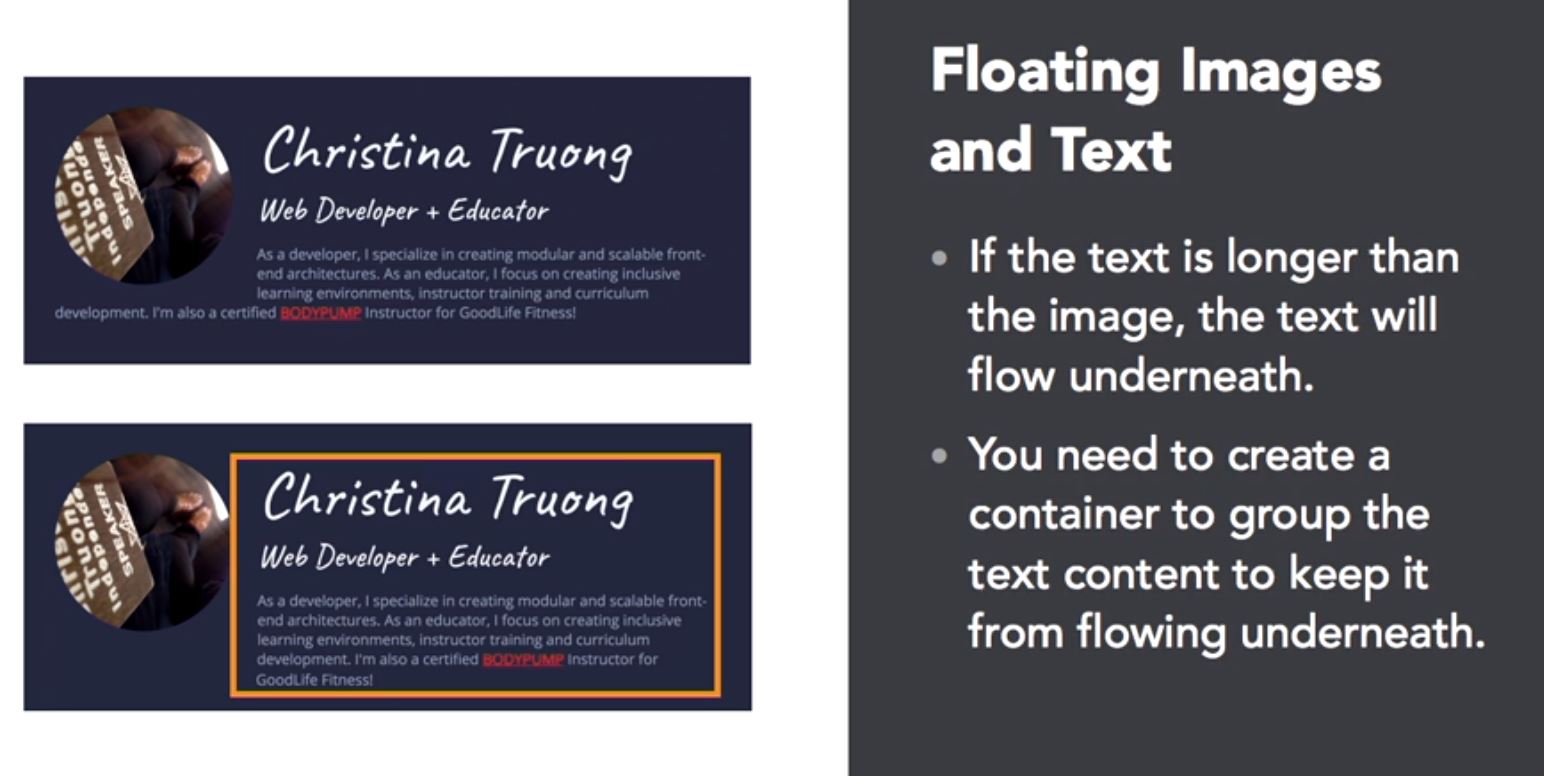 Christina Truong
Web Developer + Educator
As a developer, I specialize in creating modular and scalable front-
end architectures. As an educator, I focus on creating inclusive
learning environments, instructor training and curriculum
development. I'm also a certified BODYPUMP Instructor for GoodLife Fitness!
Christina Truong
Web Developer + Educator
As a developer, I specialize in creating modular and scalable front-
end architectures. As an educator, I focus on creating inclusive
learning environments, instructor training and curriculum
development. I'm also a certified BODYPUMP Instructor for
GoodLife Fitness!
Floating Images
and Text
• If the text is longer than
the image, the text will
flow underneath.
• You need to create a
container to group the
text content to keep it
from flowing underneath.